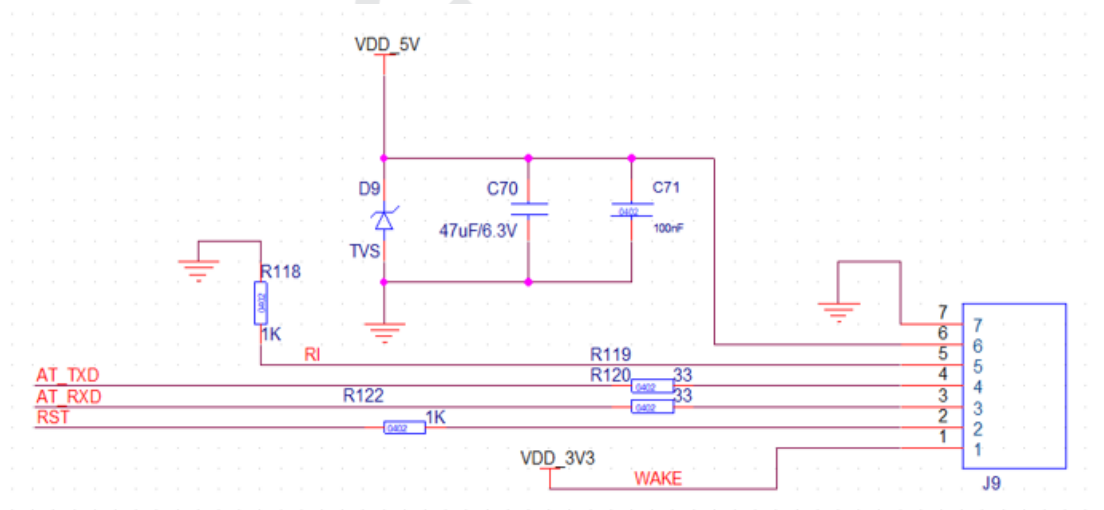 VDD_5V
D9
C70
C71
0402
47uF/6.3V
100nF
TVS
R118
0402
1K
7
7
6
6
RI
R119
5
5
AT_TXD
R120
33
4
4
0402
AT_RXD
R122
33
3
3
0402
RST
1K
2
2
0402
1
1
VDD_3V3
WAKE
J9